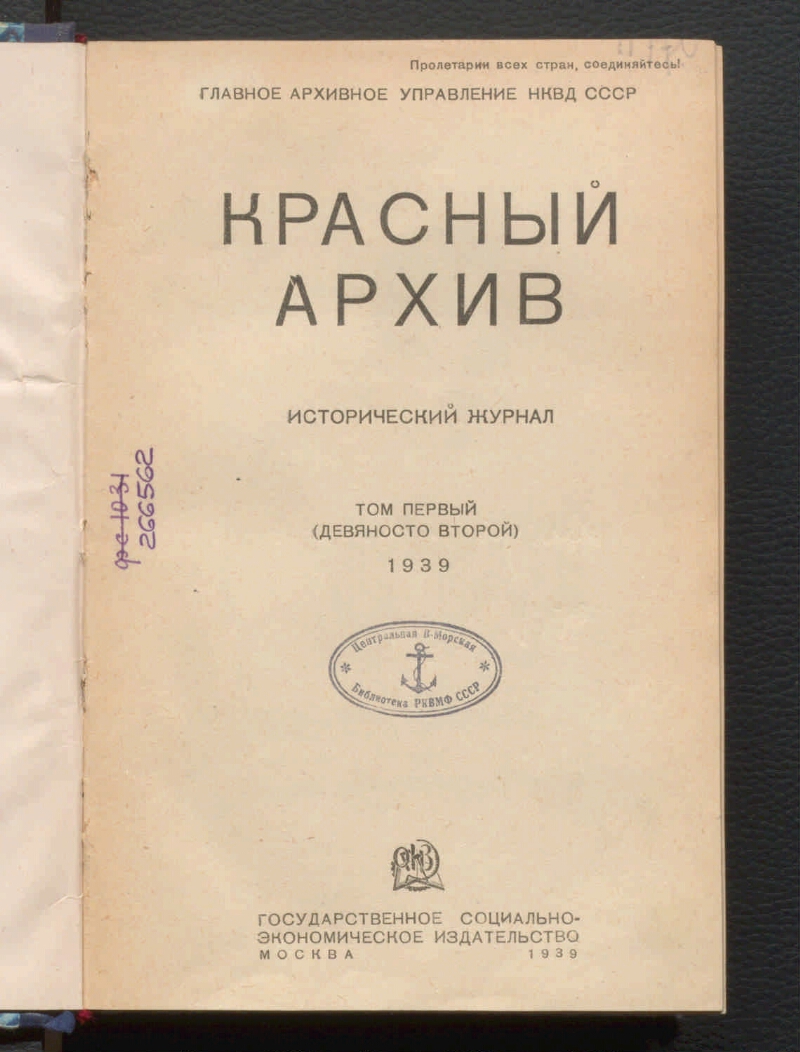 Пролетарии всех стран, соединяйтесь!
ГЛАВНОЕ АРХИВНОЕ УПРАВЛЕНИЕ НКВД СССР
КРАСНЫЙ
АРХИВ
ИСТОРИЧЕСКИЙ ЖУРНАЛ
ТОМ ПЕРВЫЙ
(ДЕВЯНОСТО ВТОРОЙ)
1939
266562
Центральная В-Морская
Библиотека РКВМФ СССР
ГОСУДАРСТВЕННОЕ СОЦИАЛЬНО-
ЭКОНОМИЧЕСКОЕ ИЗДАТЕЛЬСТВО
МОСКВА 1939